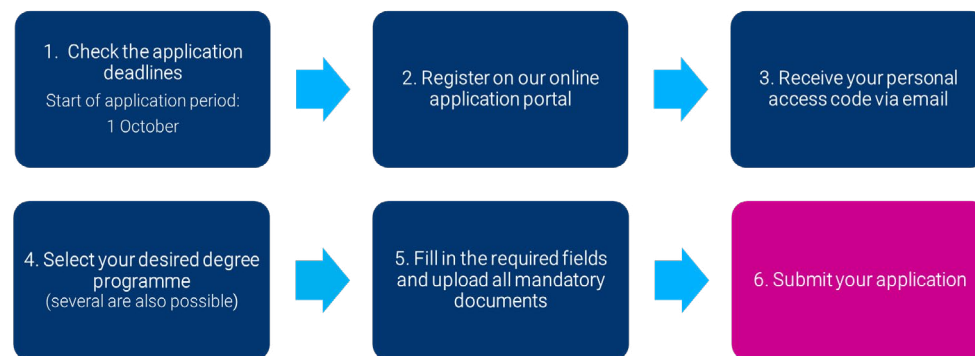 1. Check the application
deadlines
Start of application period:
1 October
2. Register on our online
application portal
3. Receive your personal
access code via email
4. Select your desired degree
programme
(several are also possible)
5. Fill in the required fields
and upload all mandatory
documents
6. Submit your application